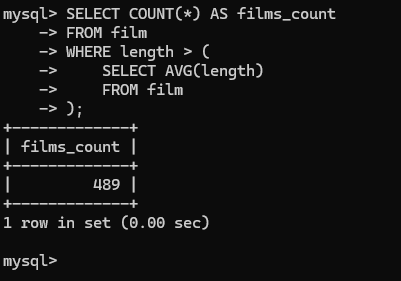 mysql> SELECT COUNT(*) AS films_count
    -> FROM film
    -> WHERE length > (
    ->     SELECT AVG(length)
    ->     FROM film
    -> );
+-------------+
| films_count |
+-------------+
|         489 |
+-------------+
1 row in set (0.00 sec)

mysql>